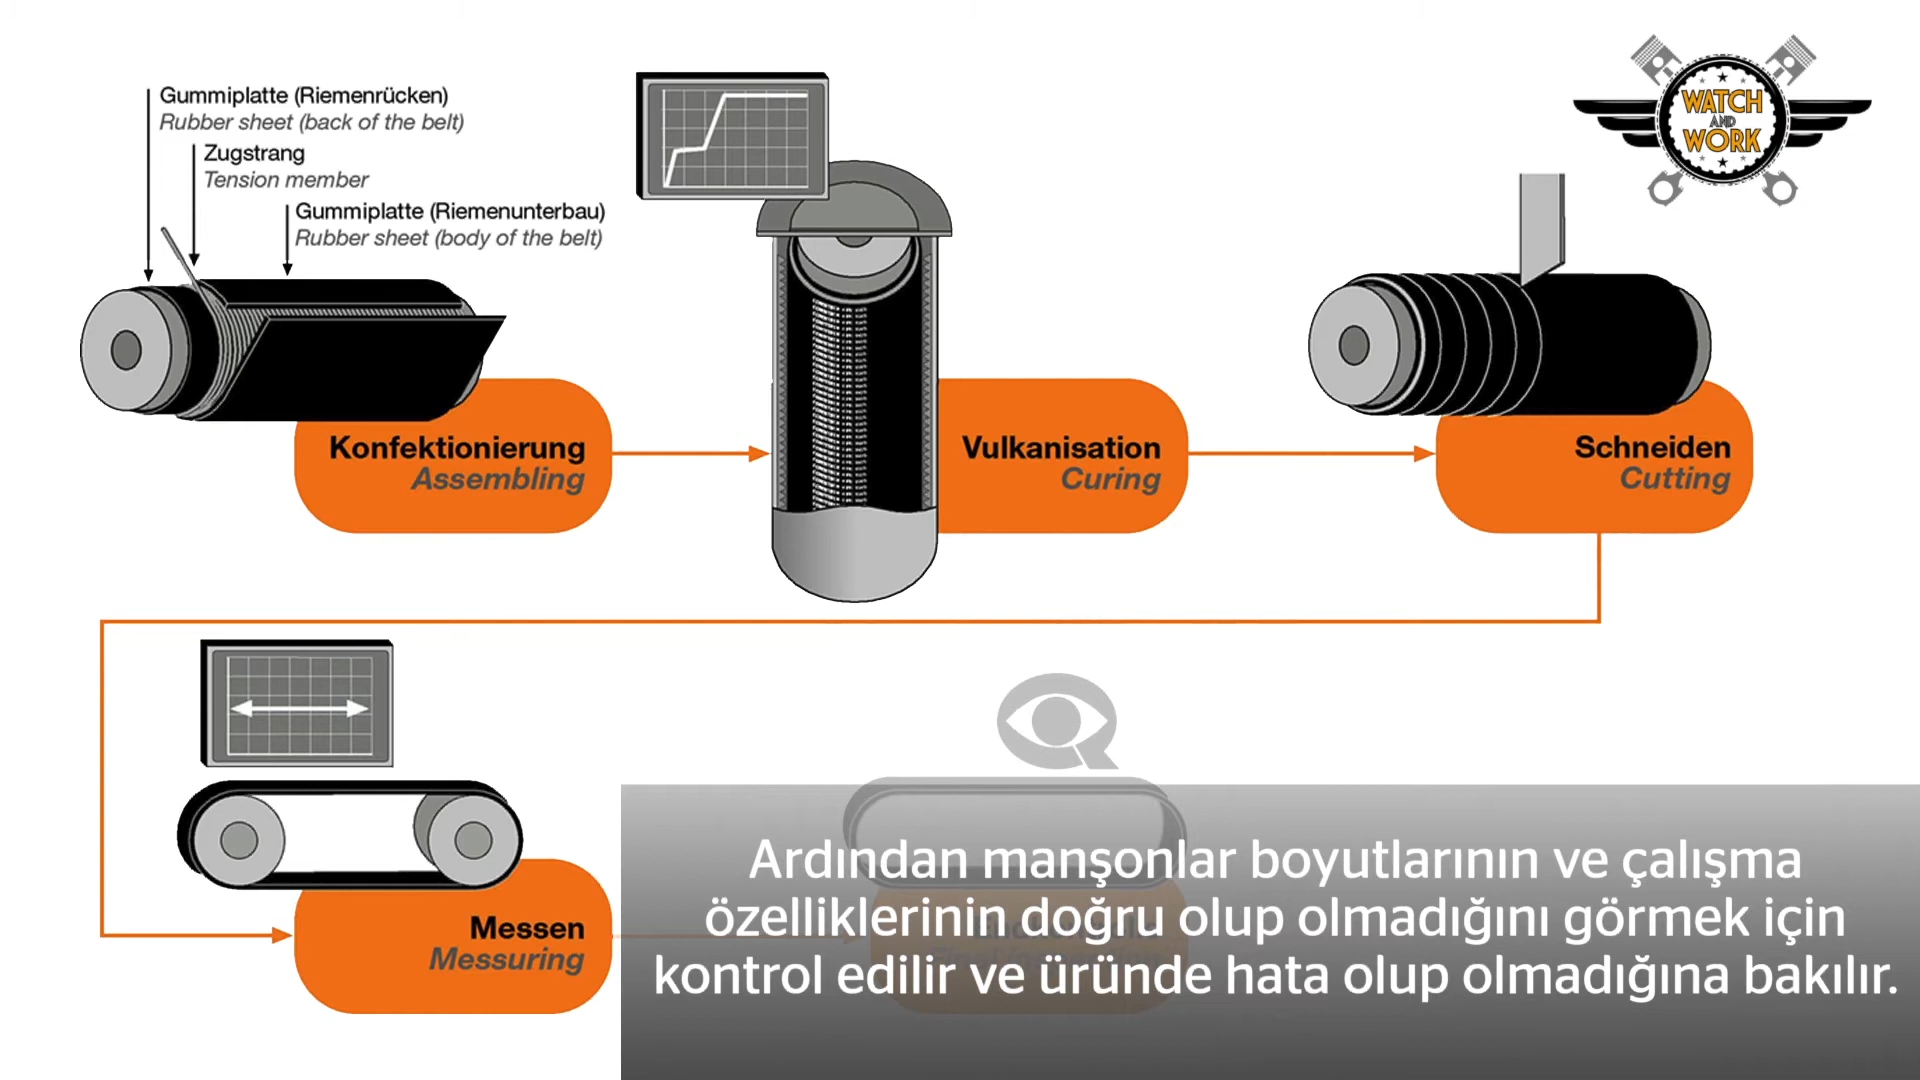 Gummiplatte (Riemenrücken)
Rubber sheet (back of the belt)
Zugstrang
Tension member
Gummiplatte (Riemenunterbau)
Rubber sheet (body of the belt)
WATCH
AND
WORK
Konfektionierung
Assembling
Vulkanisation
Curing
Schneiden
Cutting
Messen
Messuring
Ardından manşonlar boyutlarının ve çalışma
özelliklerinin doğru olup olmadığını görmek için
kontrol edilir ve üründe hata olup olmadığına bakılır.